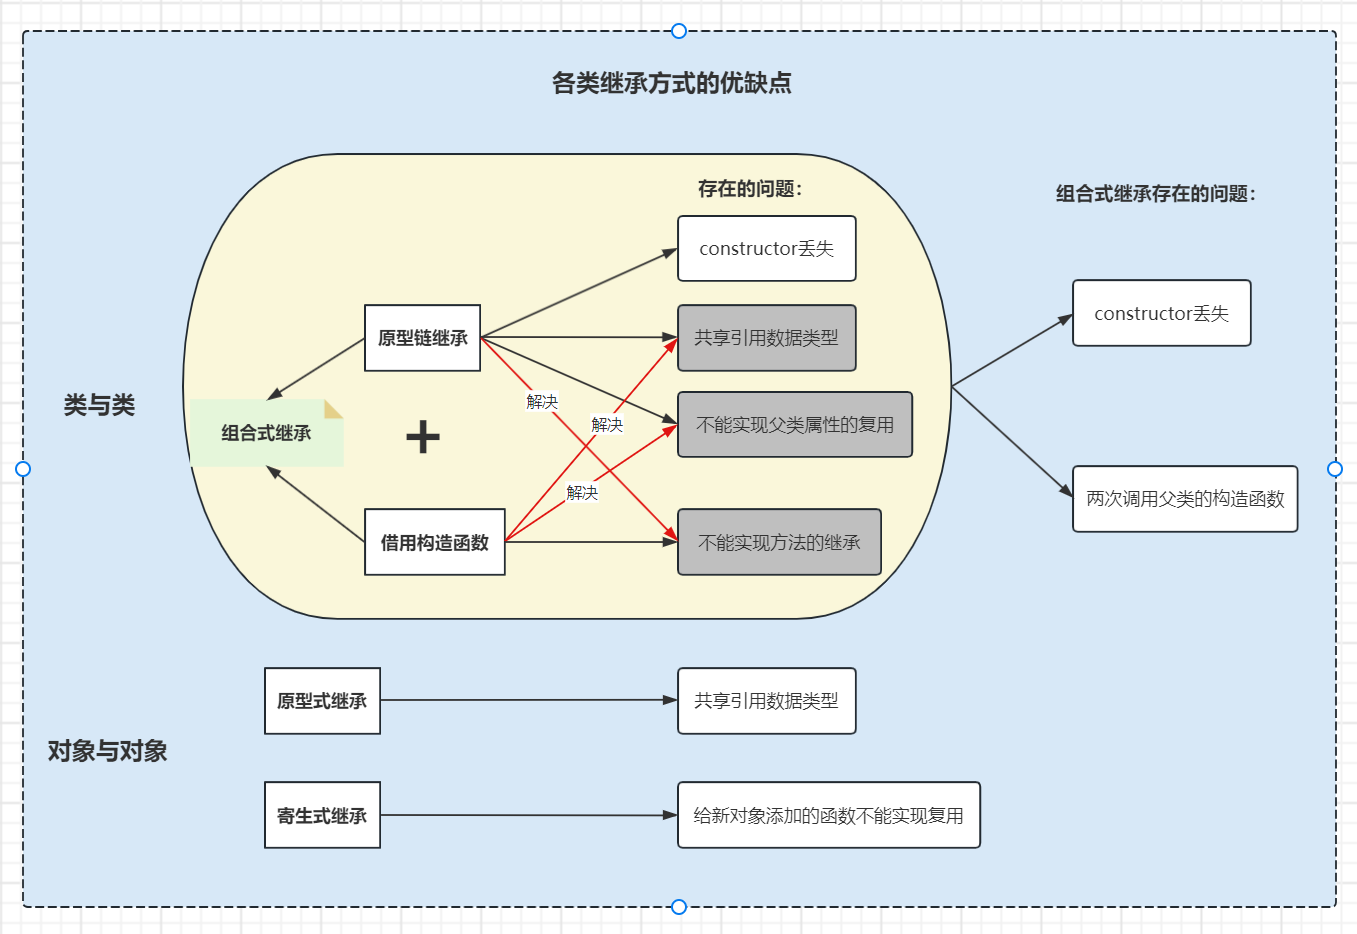 各类继承方式的优缺点
存在的问题：
组合式继承存在的问题：
constructor丢失
constructor丢失
原型链继承
共享引用数据类型
解决
类与类
组合式继承
+
解决
不能实现父类属性的复用
解决
两次调用父类的构造函数
借用构造函数
不能实现方法的继承
原型式继承
共享引用数据类型
对象与对象
寄生式继承
给新对象添加的函数不能实现复用